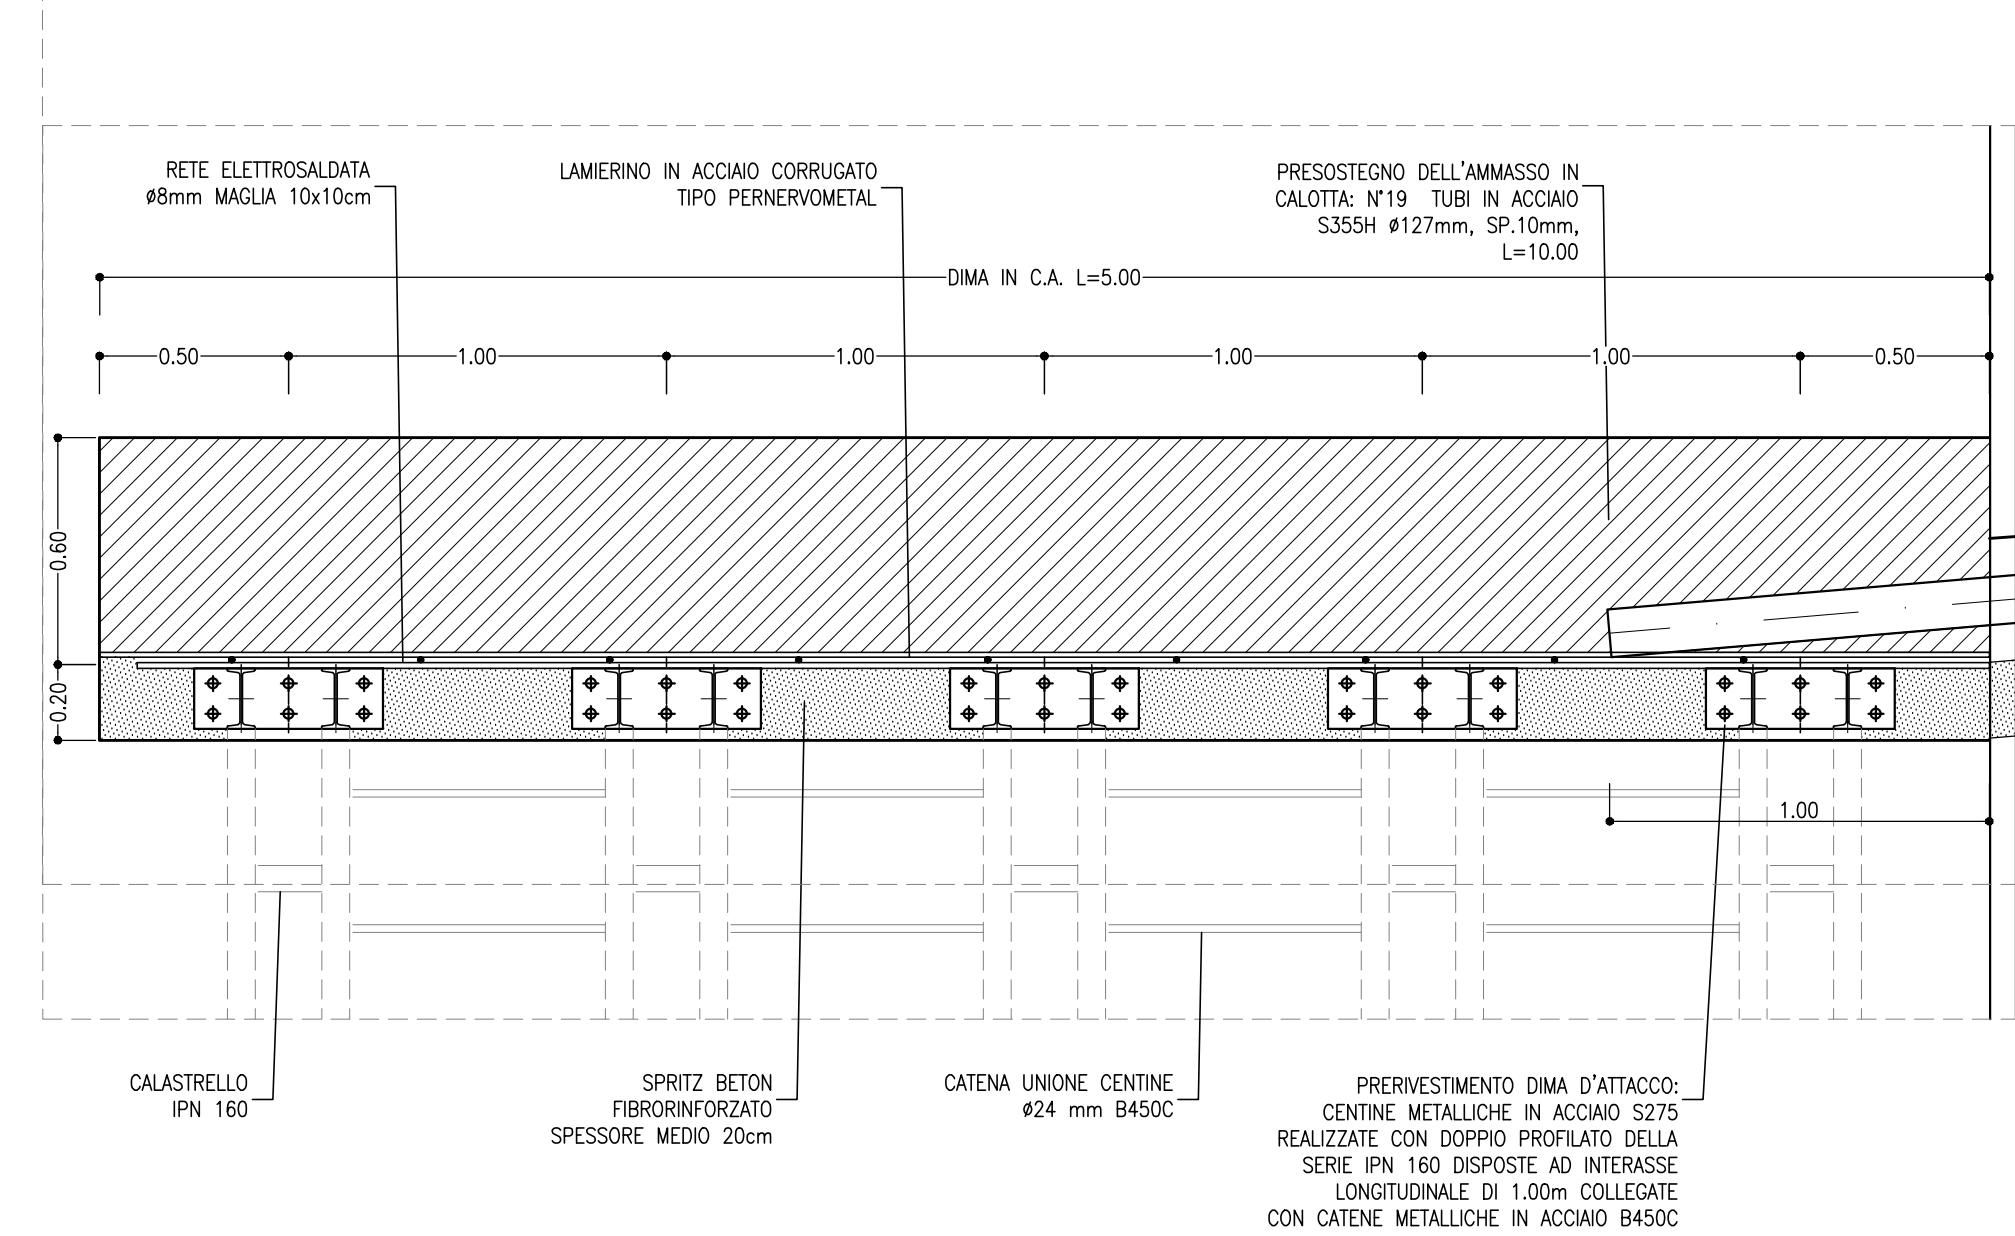 RETE ELETTROSALDATA
ø8mm MAGLIA 10x10cm
LAMIERINO IN ACCIAIO CORRUGATO
TIPO PERNERVOMETAL
PRESOSTEGNO DELL'AMMASSO IN
CALOTTA: N°19 TUBI IN ACCIAIO
S355H ø127mm, SP.10mm,
L=10.00
DIMA IN C.A. L=5.00
0.50
1.00
1.00
1.00
1.00
0.50
0.60
0.20
1.00
CALASTRELLO
IPN 160
SPRITZ BETON
FIBRORINFORZATO
SPESSORE MEDIO 20cm
CATENA UNIONE CENTINE
ø24 mm B450C
PRERIVESTIMENTO DIMA D'ATTACCO:
CENTINE METALLICHE IN ACCIAIO S275
REALIZZATE CON DOPPIO PROFILATO DELLA
SERIE IPN 160 DISPOSTE AD INTERASSE
LONGITUDINALE DI 1.00m COLLEGATE
CON CATENE METALLICHE IN ACCIAIO B450C